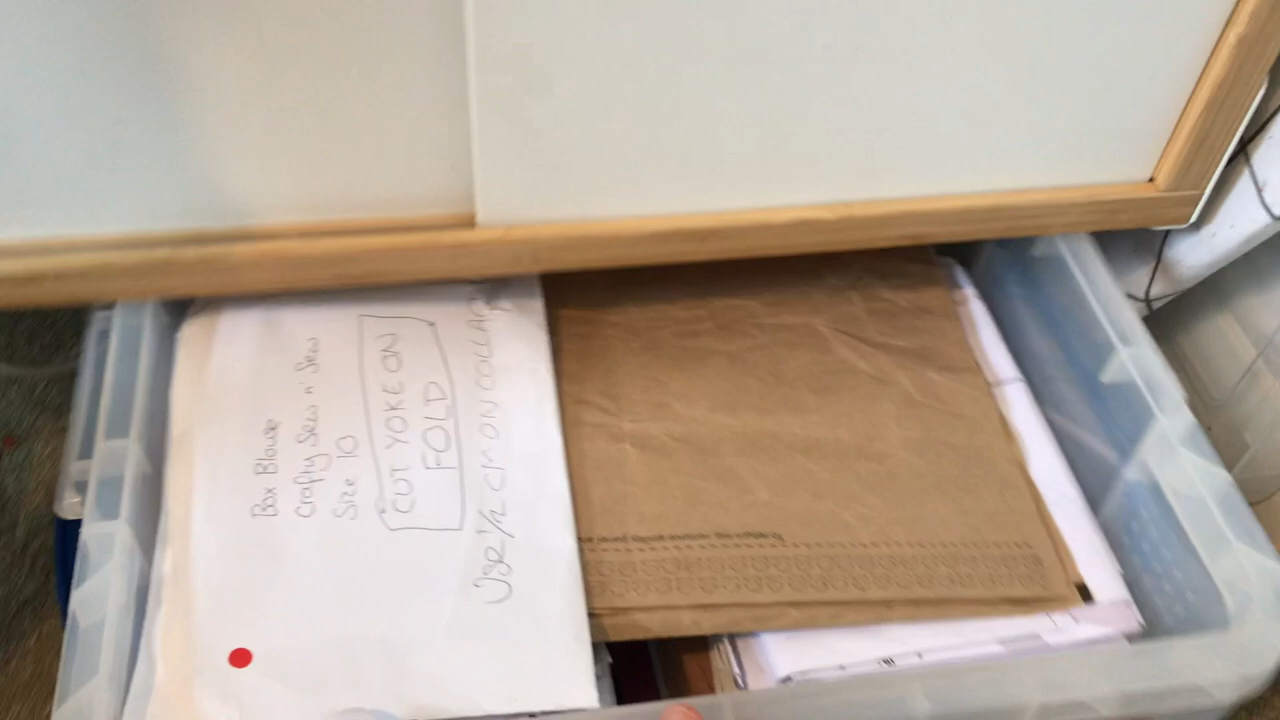 Box Blouse
Crafty Sew n' Sew
Size 10
CUT YOKE ON
FOLD
USE 1/2 CM ON COLLAR